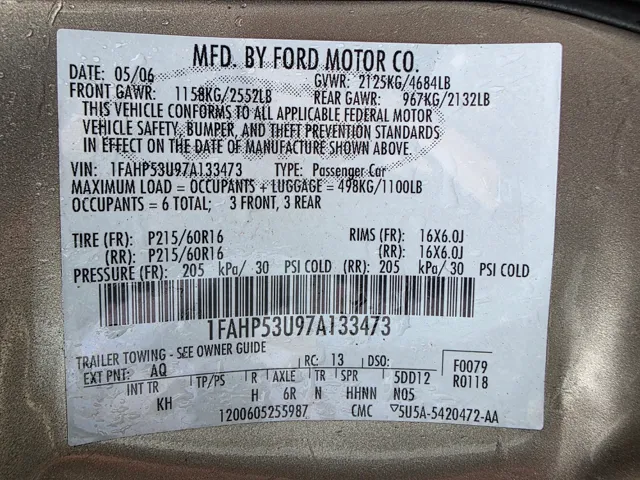 MFD. BY FORD MOTOR CO.
DATE: 05/06 GVWR: 2125KG/4684LB
FRONT GAWR: 1158KG/2552LB REAR GAWR: 967KG/2132LB
THIS VEHICLE CONFORMS TO ALL APPLICABLE FEDERAL MOTOR
VEHICLE SAFETY, BUMPER, AND THEFT PREVENTION STANDARDS
IN EFFECT ON THE DATE OF MANUFACTURE SHOWN ABOVE.
VIN: 1FAHP53U97A133473 TYPE: Passenger Car
MAXIMUM LOAD = OCCUPANTS + LUGGAGE = 498KG/1100LB
OCCUPANTS = 6 TOTAL; 3 FRONT, 3 REAR
TIRE (FR): P215/60R16 RIMS (FR): 16X6.0J
(RR): P215/60R16 (RR): 16X6.0J
PRESSURE (FR): 205 kPa/ 30 PSI COLD (RR): 205 kPa/ 30 PSI COLD
1FAHP53U97A133473
TRAILER TOWING - SEE OWNER GUIDE
EXT PNT: AQ RC: 13 DSO: F0079
INT TR TP/PS R AXLE TR SPR 5DD12 R0118
KH H 6R N HHNN N05
1200605255987 CMC ▽5U5A-5420472-AA